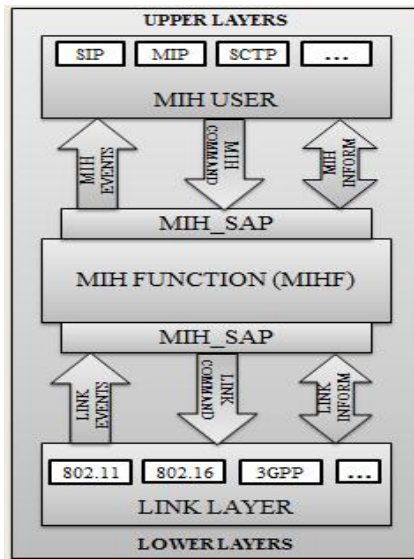 UPPER LAYERS
SIP MIP SCTP ...
MIH USER
MIH EVENTS
MIH COMMAND
MIH INFORM
MIH_SAP
MIH FUNCTION (MIHF)
MIH_SAP
LINK EVENTS
LINK COMMAND
LINK INFORM
802.11 802.16 3GPP ...
LINK LAYER
LOWER LAYERS